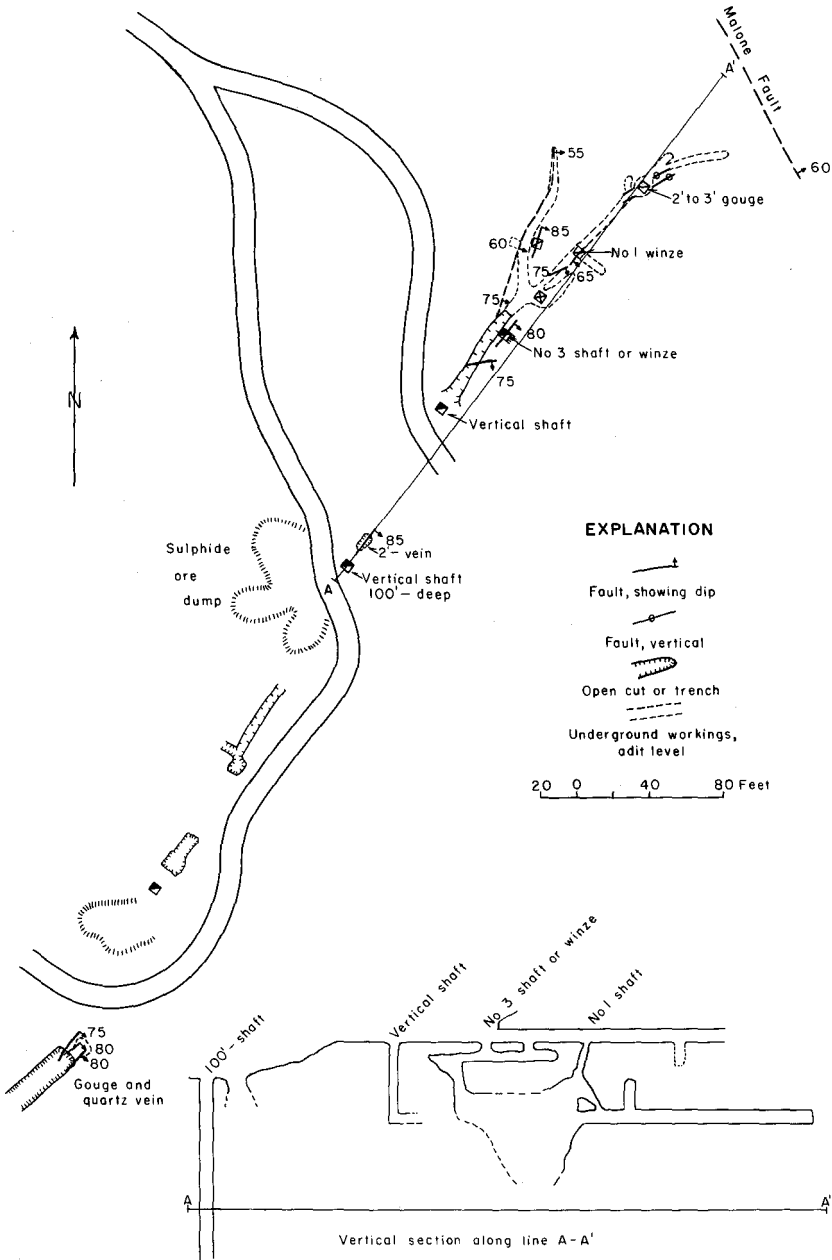 Malone Fault
A'
60
55
2' to 3' gouge
85
60
No 1 winze
75
65
75
80
No 3 shaft or winze
75
Vertical shaft
N
85
2'- vein
Vertical shaft
100'- deep
A
Sulphide
ore
dump
EXPLANATION
Fault, showing dip
Fault, vertical
Open cut or trench
Underground workings,
adit level
20 0 40 80 Feet
75
80
80
Gouge and
quartz vein
100'- shaft
Vertical shaft
No 3 shaft or winze
No 1 shaft
A
A'
Vertical section along line A-A'